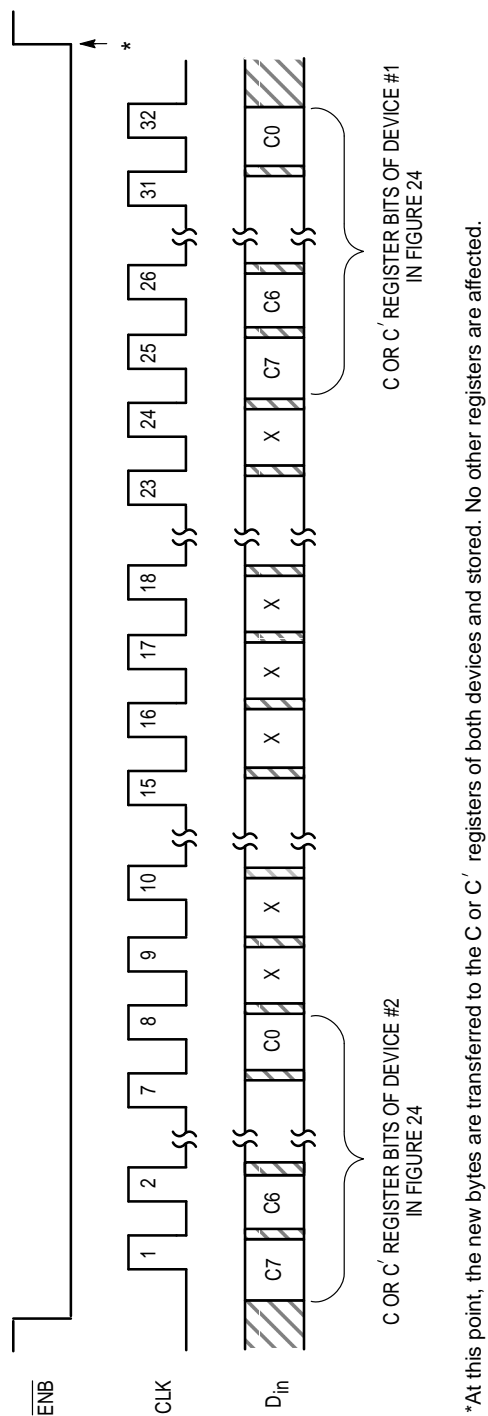 ENB
*
CLK
1 2 7 8 9 10 15 16 17 18 23 24 25 26 31 32
Din
C7 C6 C0 X X X X X X C7 C6 C0
C OR C′ REGISTER BITS OF DEVICE #2
IN FIGURE 24
C OR C′ REGISTER BITS OF DEVICE #1
IN FIGURE 24
*At this point, the new bytes are transferred to the C or C′ registers of both devices and stored. No other registers are affected.